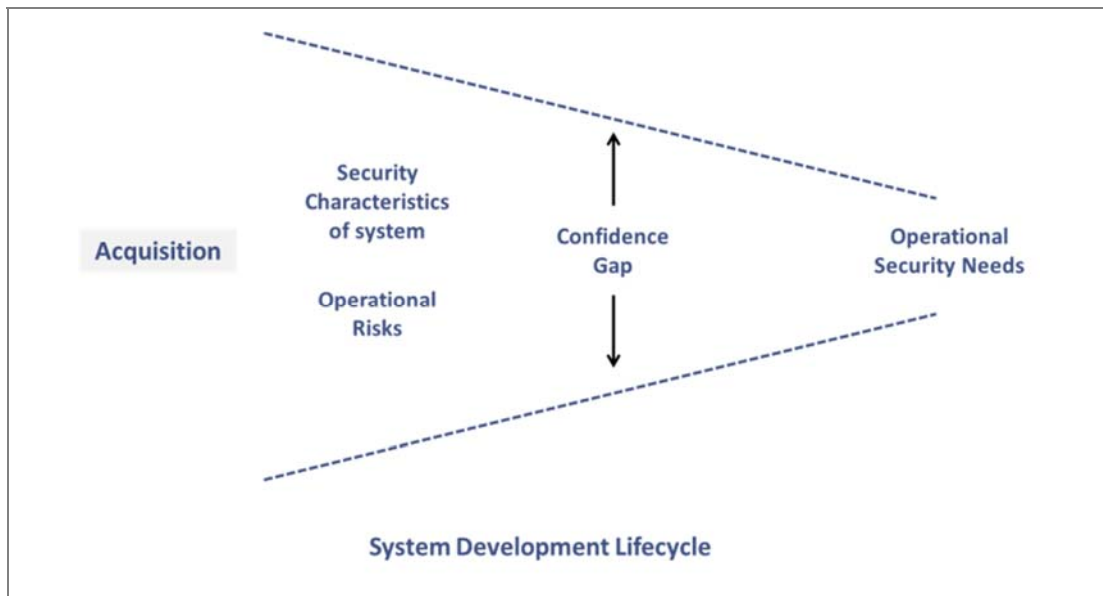 Security
Characteristics
of system
Acquisition
Confidence
Gap
Operational
Security Needs
Operational
Risks
System Development Lifecycle